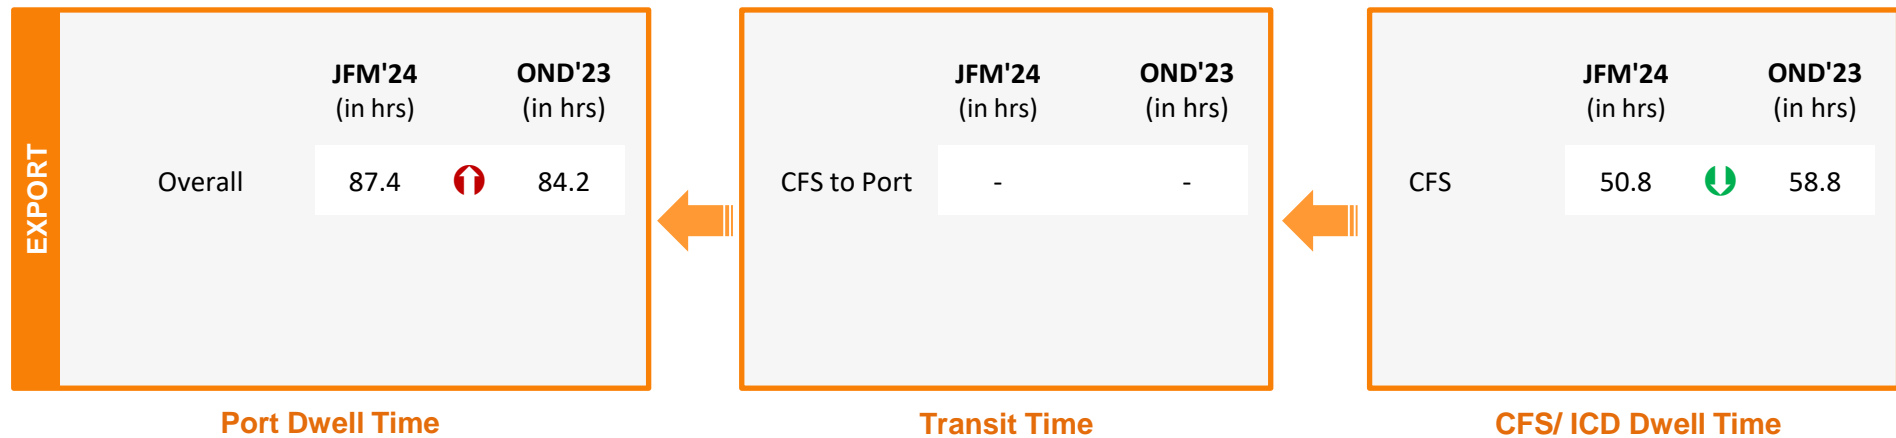 EXPORT
JFM'24 OND'23
(in hrs) (in hrs)
Overall 87.4 84.2
Port Dwell Time
JFM'24 OND'23
(in hrs) (in hrs)
CFS to Port - -
Transit Time
JFM'24 OND'23
(in hrs) (in hrs)
CFS 50.8 58.8
CFS/ ICD Dwell Time